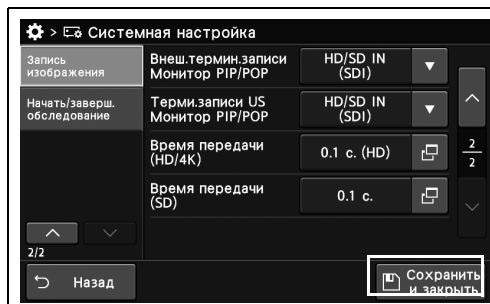 > Системная настройка
Запись
изображения
Начать/заверш.
обследование
2/2
Внеш.термин.записи
Монитор PIP/POP
HD/SD IN
(SDI)
Терми.записи US
Монитор PIP/POP
HD/SD IN
(SDI)
Время передачи
(HD/4K)
0.1 с. (HD)
Время передачи
(SD)
0.1 с.
2
2
Назад
Сохранить
и закрыть